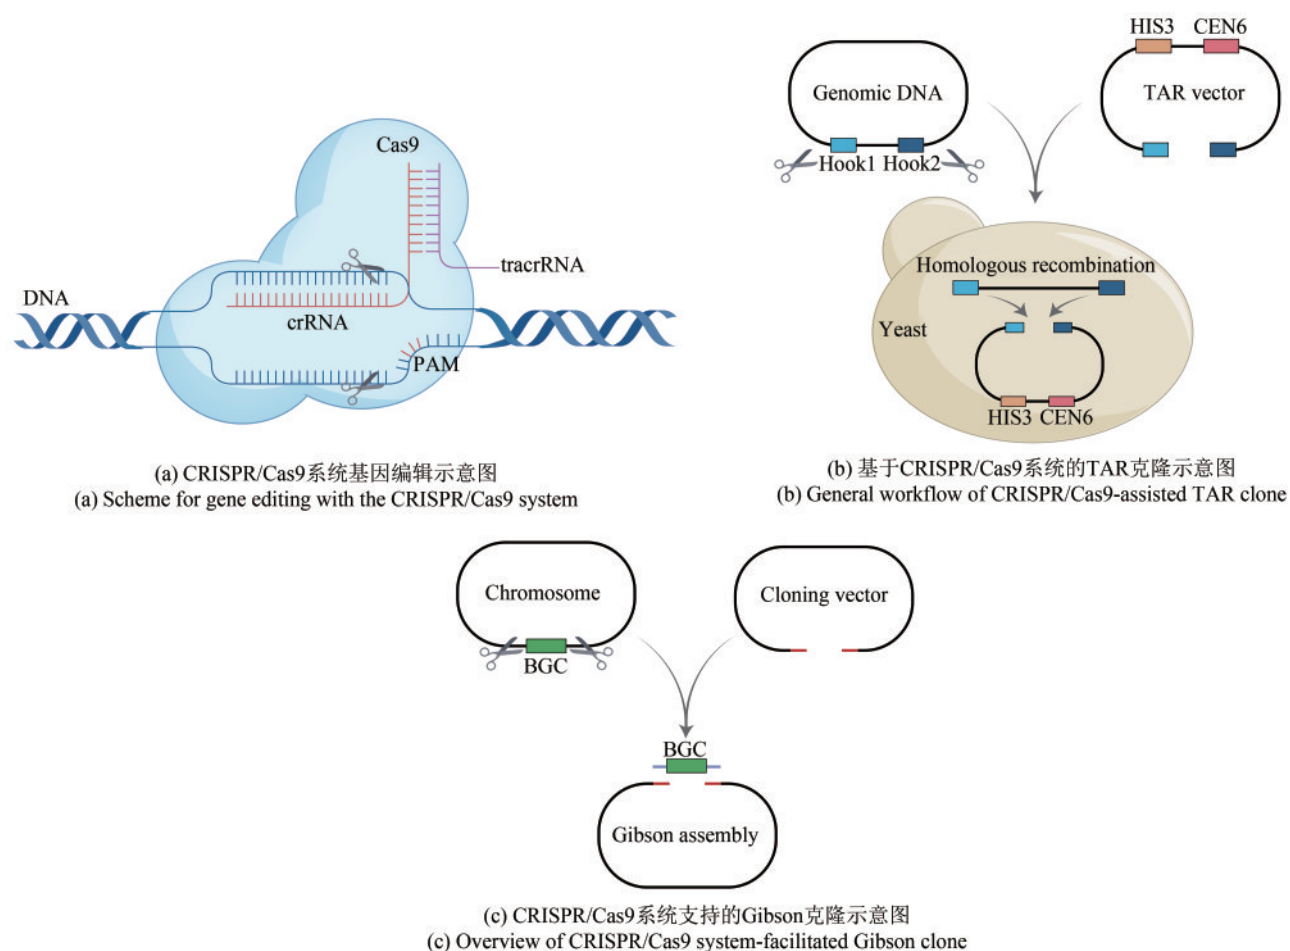 Cas9
tracrRNA
DNA
crRNA
PAM
(a) CRISPR/Cas9系统基因编辑示意图
(a) Scheme for gene editing with the CRISPR/Cas9 system
HIS3 CEN6
Genomic DNA
TAR vector
Hook1 Hook2
Homologous recombination
Yeast
HIS3 CEN6
(b) 基于CRISPR/Cas9系统的TAR克隆示意图
(b) General workflow of CRISPR/Cas9-assisted TAR clone
Chromosome
Cloning vector
BGC
BGC
Gibson assembly
(c) CRISPR/Cas9系统支持的Gibson克隆示意图
(c) Overview of CRISPR/Cas9 system-facilitated Gibson clone